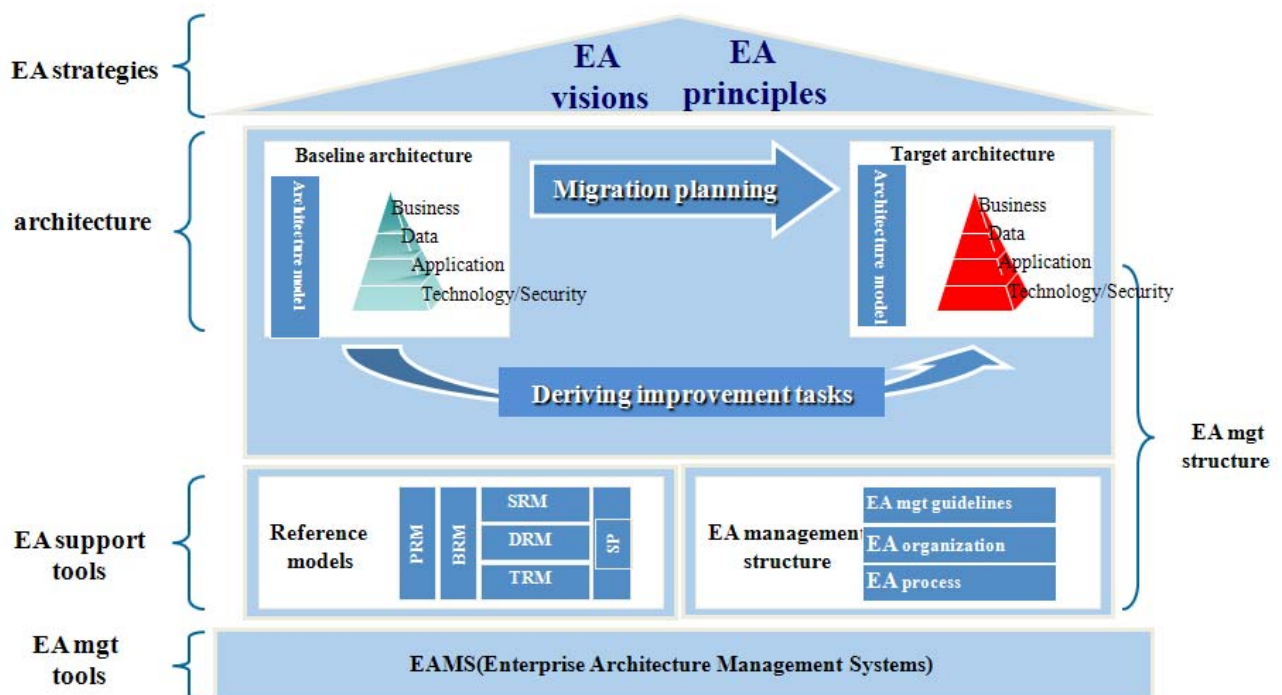 EA strategies
EA
visions
EA
principles
architecture
Baseline architecture
Architecture model
Business
Data
Application
Technology/Security
Migration planning
Target architecture
Architecture model
Business
Data
Application
Technology/Security
Deriving improvement tasks
EA mgt
structure
EA support
tools
Reference
models
PRM
BRM
SRM
DRM
TRM
SP
EA management
structure
EA mgt guidelines
EA organization
EA process
EA mgt
tools
EAMS(Enterprise Architecture Management Systems)